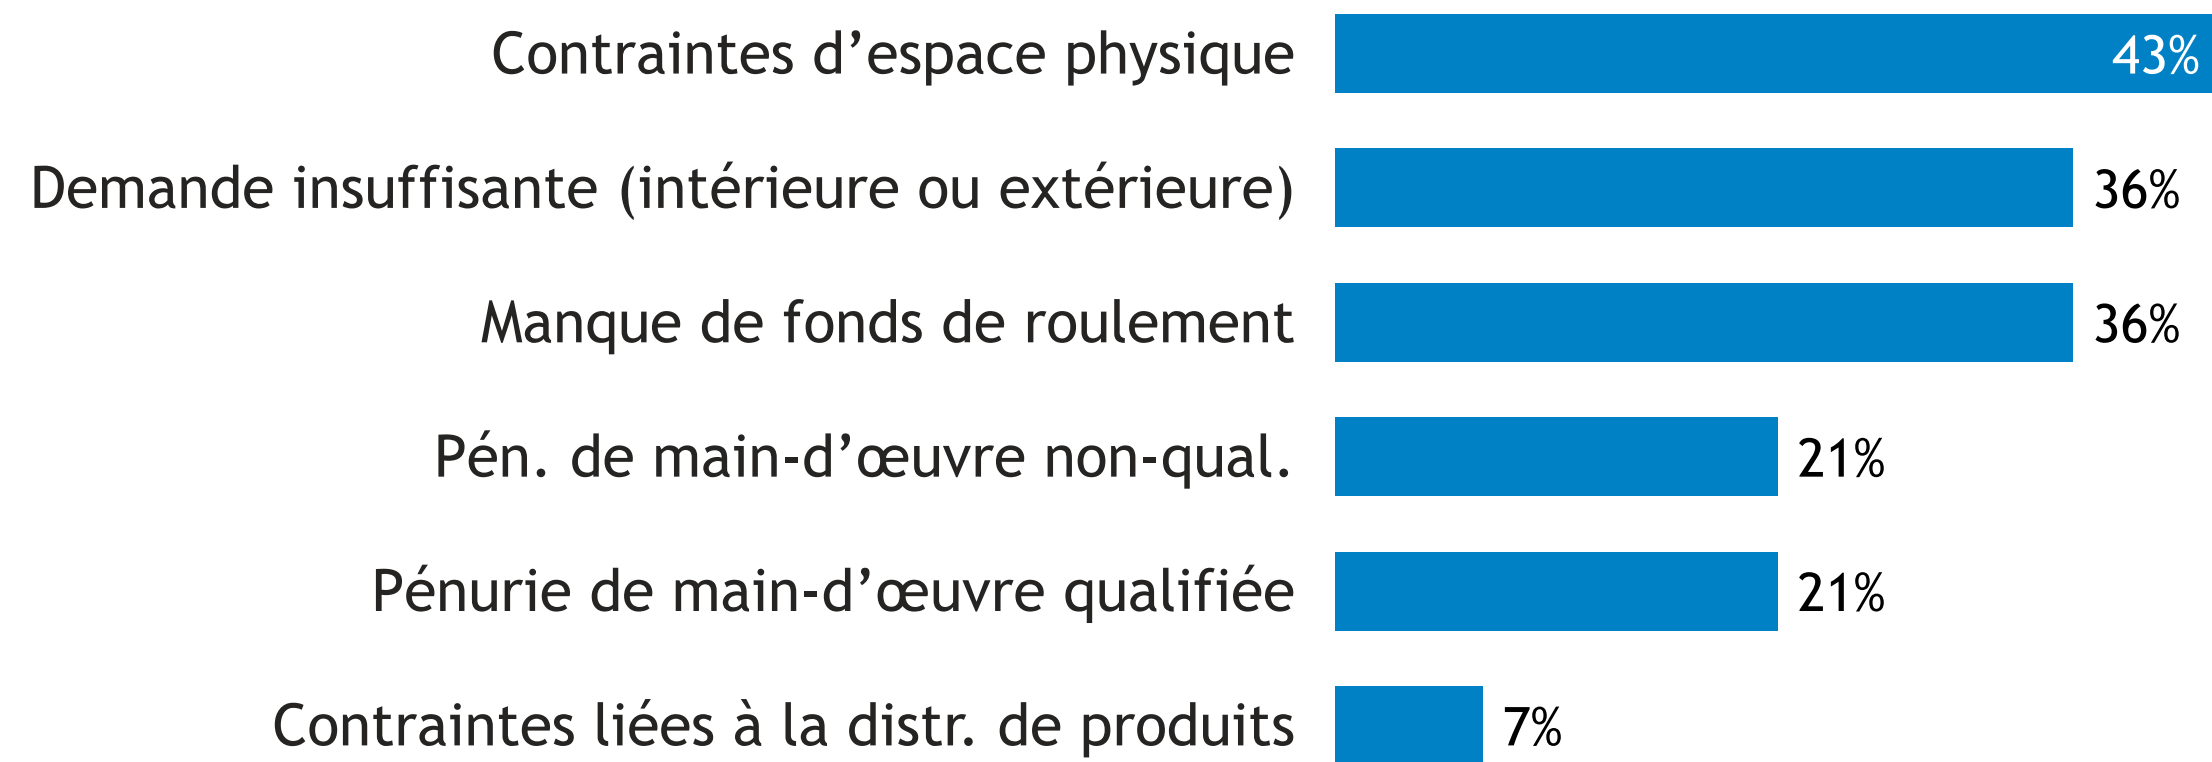 Contraintes d’espace physique 43%
Demande insuffisante (intérieure ou extérieure) 36%
Manque de fonds de roulement 36%
Pén. de main-d’œuvre non-qual. 21%
Pénurie de main-d’œuvre qualifiée 21%
Contraintes liées à la distr. de produits 7%